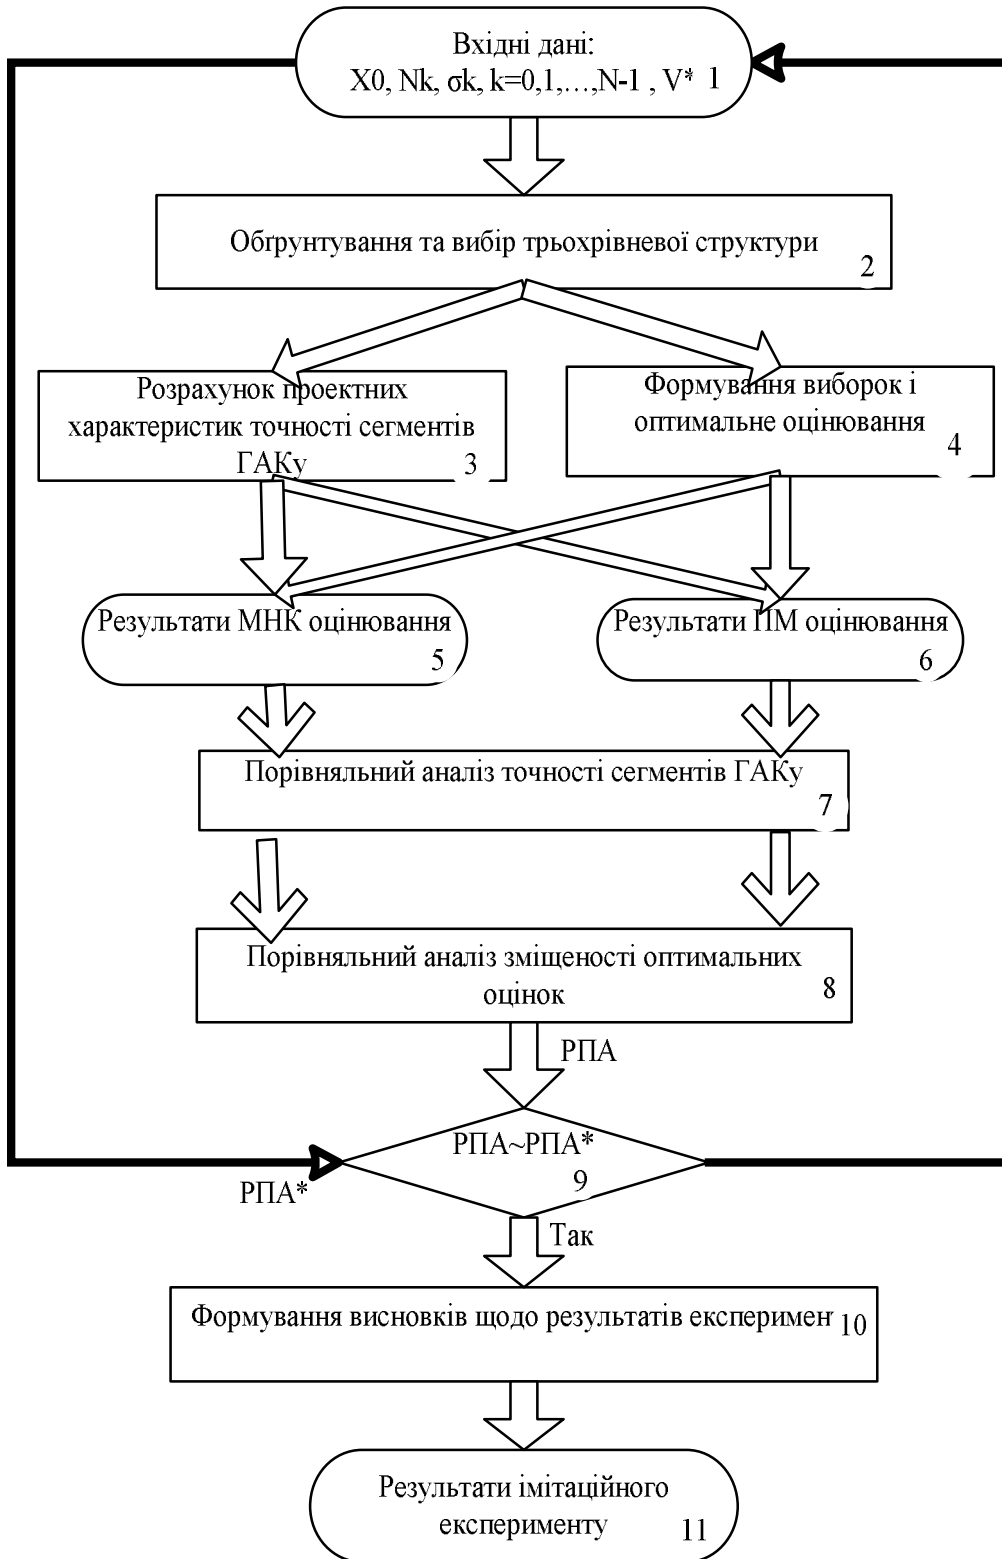 Вхідні дані:
X0, Nk, σk, k=0,1,…,N-1 , V* 1
Обґрунтування та вибір трьохрівневої структури
2
Розрахунок проектних
характеристик точності сегментів
ГАКу 3
Формування виборок і
оптимальне оцінювання
4
Результати МНК оцінювання
5
Результати ПМ оцінювання
6
Порівняльний аналіз точності сегментів ГАКу
7
Порівняльний аналіз зміщеності оптимальних
оцінок 8
РПА
РПА~РПА*
9
РПА*
Так
Формування висновків щодо результатів експеримент 10
Результати імітаційного
експерименту 11